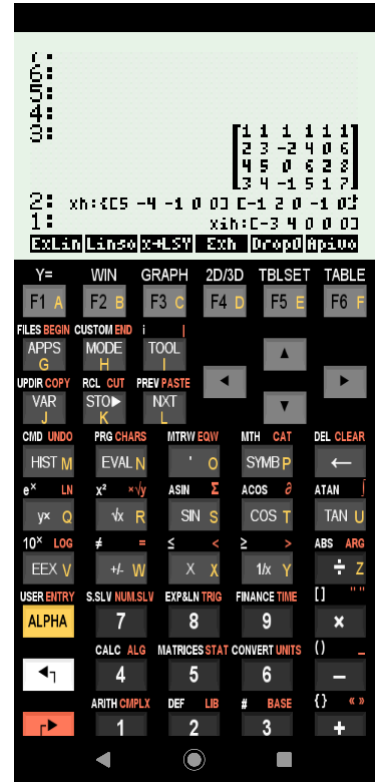 7:
6:
5:
4:
3: [1 1 1 1 1 1]
[2 3 -2 4 0 6]
[4 5 0 6 2 8]
[3 4 -1 5 1 7]
2: xh:{[5 -4 -1 0 0] [-1 2 0 -1 0]…
1: xih:[-3 4 0 0 0]
ExLin Linso x→LSY Exh Drop0 Apivo
Y= WIN GRAPH 2D/3D TBLSET TABLE
F1 A F2 B F3 C F4 D F5 E F6 F
FILES BEGIN CUSTOM END i |
APPS G MODE H TOOL I ▲
UPDIR COPY RCL CUT PREV PASTE ◀ ▶
VAR J STO▶ K NXT L ▼
CMD UNDO PRG CHARS MTRW EQW MTH CAT DEL CLEAR
HIST M EVAL N ' O SYMB P ←
eˣ LN x² ˣ√y ASIN Σ ACOS ∂ ATAN ∫
yˣ Q √x R SIN S COS T TAN U
10ˣ LOG ≠ = ≤ < ≥ > ABS ARG
EEX V +/- W X X 1/x Y ÷ Z
USER ENTRY S.SLV NUM.SLV EXP&LN TRIG FINANCE TIME [] " "
ALPHA 7 8 9 ×
CALC ALG MATRICES STAT CONVERT UNITS () _
4 5 6 −
ARITH CMPLX DEF LIB # BASE {} « »
1 2 3 +